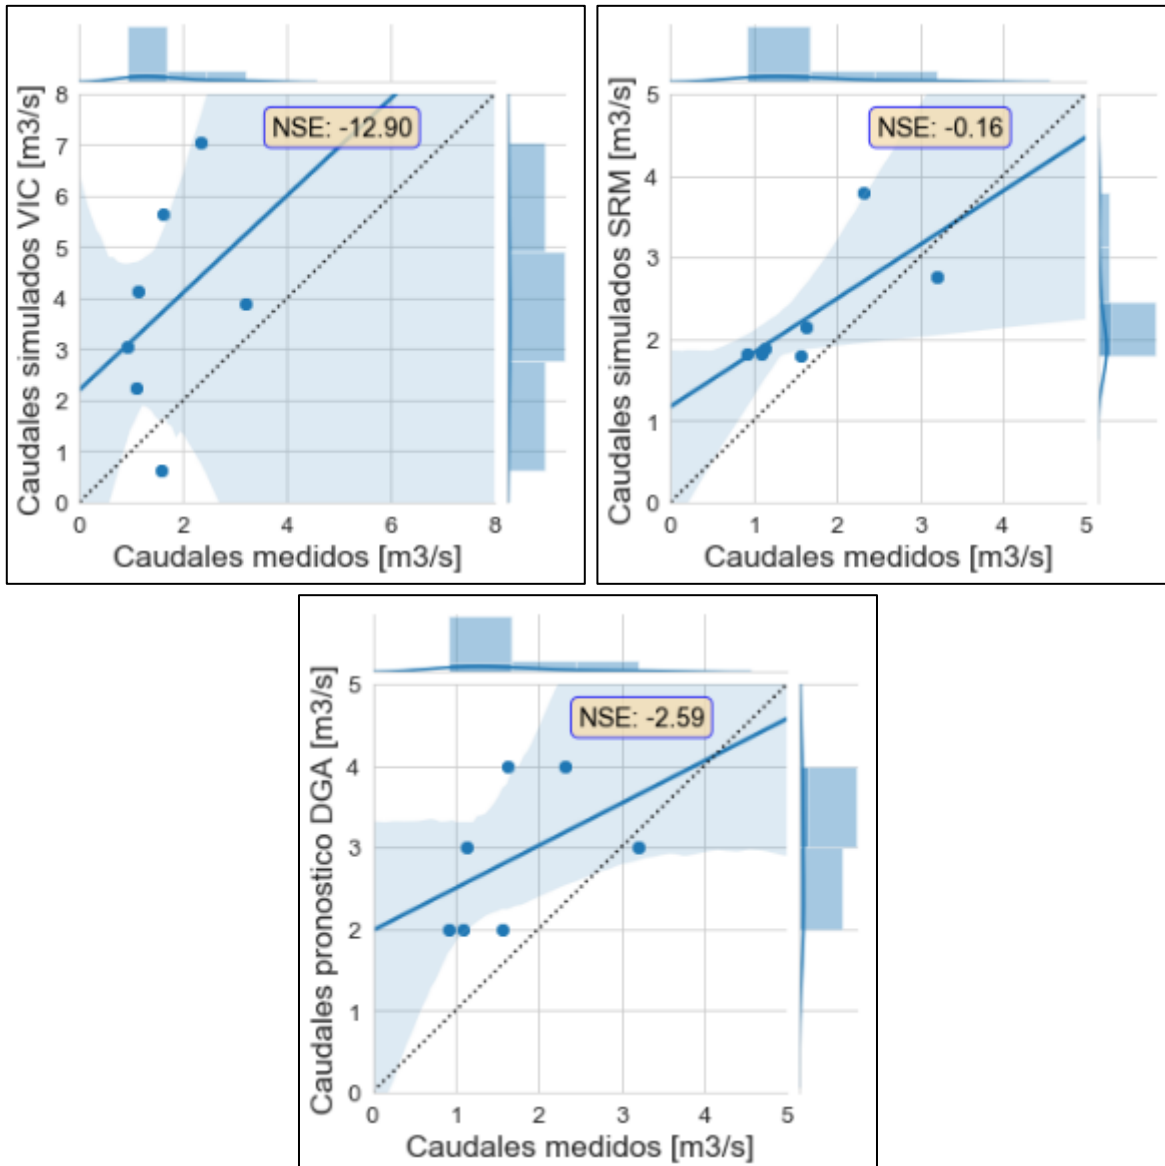 NSE: -12.90
Caudales simulados VIC [m3/s]
8
7
6
5
4
3
2
1
0
0 2 4 6 8
Caudales medidos [m3/s]
NSE: -0.16
Caudales simulados SRM [m3/s]
5
4
3
2
1
0
0 1 2 3 4 5
Caudales medidos [m3/s]
NSE: -2.59
Caudales pronostico DGA [m3/s]
5
4
3
2
1
0
0 1 2 3 4 5
Caudales medidos [m3/s]